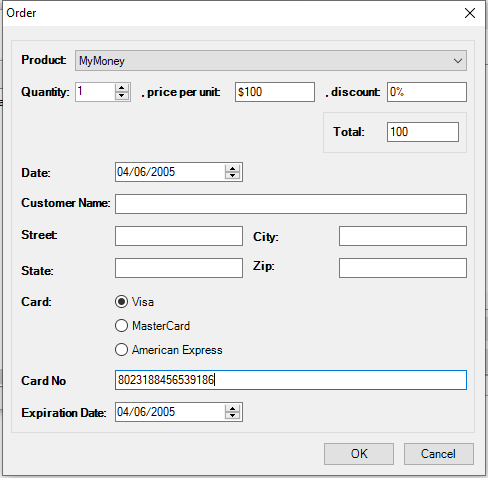 Order
Product: MyMoney
Quantity: 1 , price per unit: $100 , discount: 0%
Total: 100
Date: 04/06/2005
Customer Name:
Street: City:
State: Zip:
Card: Visa
MasterCard
American Express
Card No 8023188456539186
Expiration Date: 04/06/2005
OK Cancel